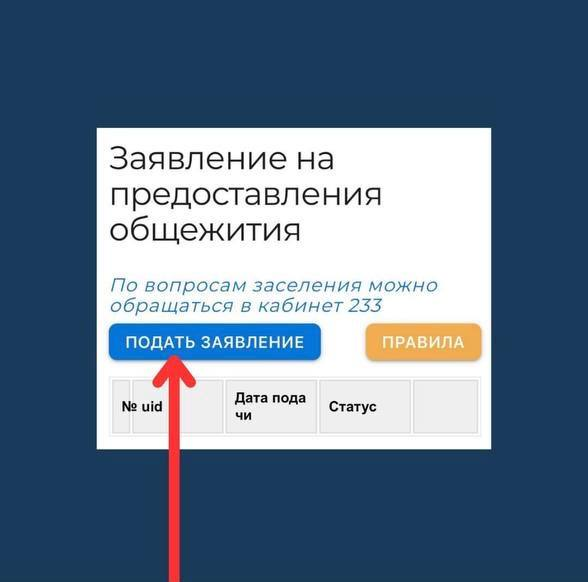 Заявление на
предоставления
общежития
По вопросам заселения можно
обращаться в кабинет 233
ПОДАТЬ ЗАЯВЛЕНИЕ
ПРАВИЛА
№ uid Дата пода Статус
чи